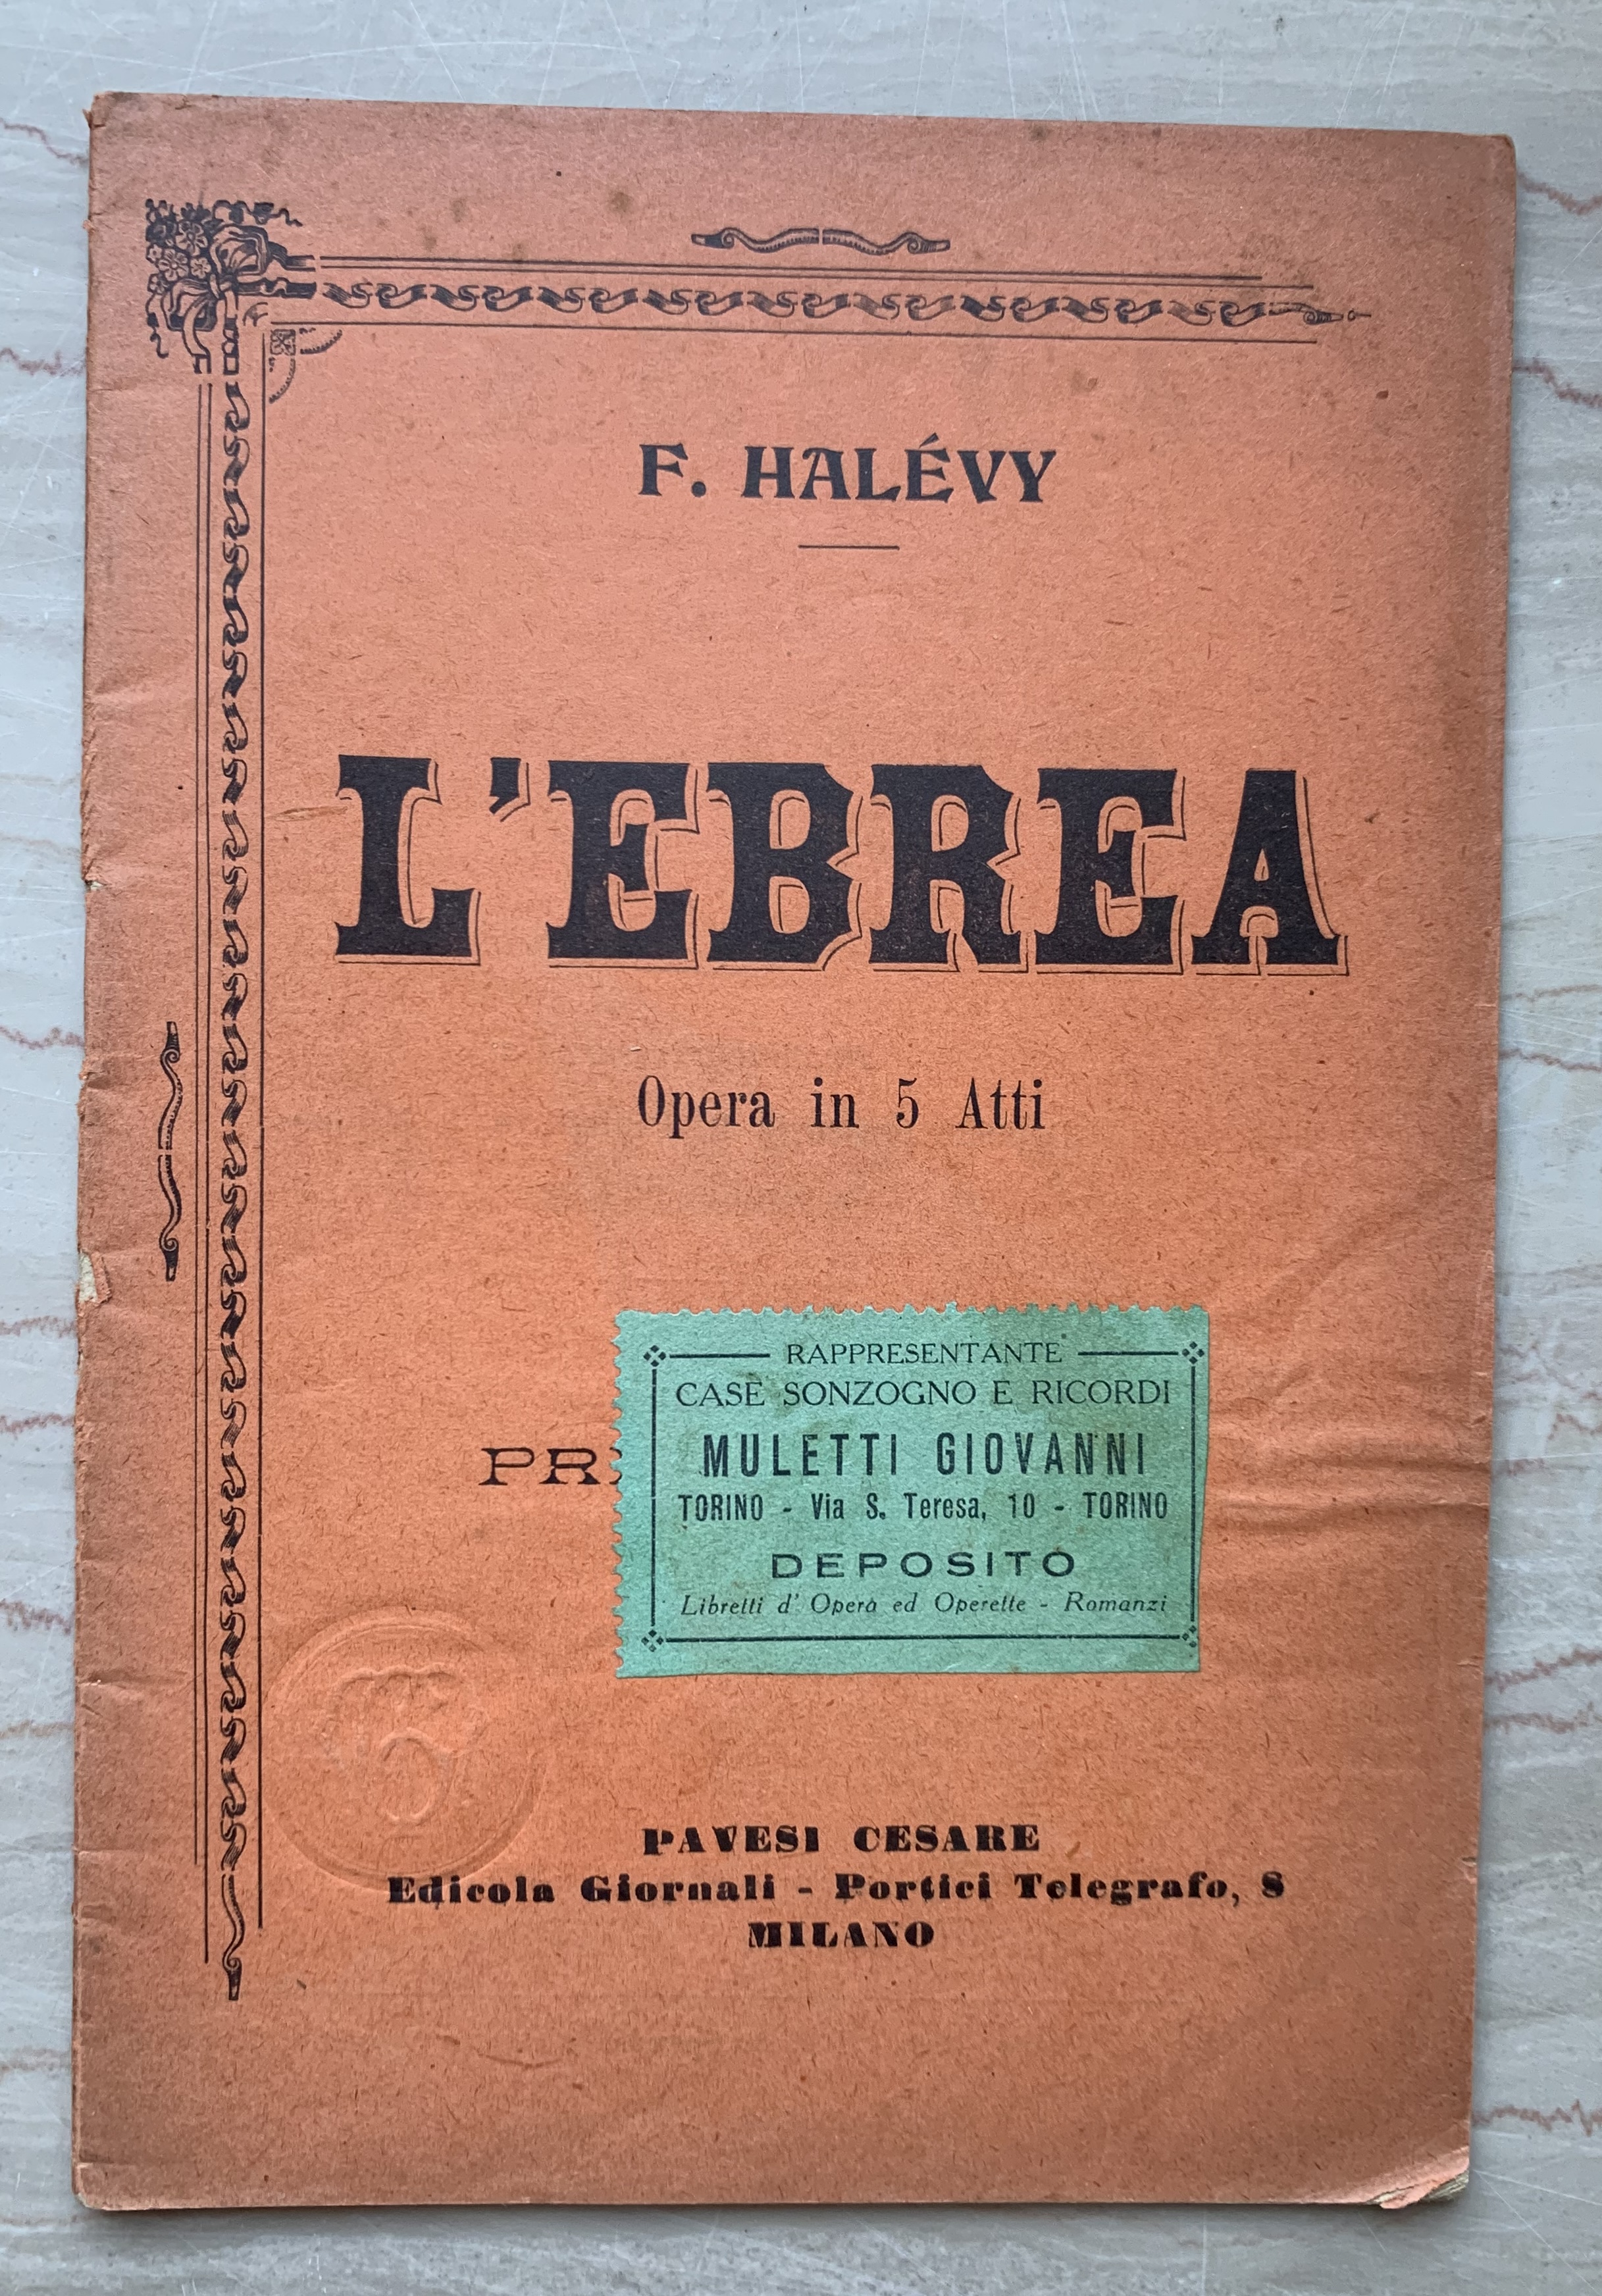 F. HALÉVY
L'EBREA
Opera in 5 Atti
RAPPRESENTANTE
CASE SONZOGNO E RICORDI
MULETTI GIOVANNI
TORINO - Via S. Teresa, 10 - TORINO
DEPOSITO
Libretti d' Opera ed Operette - Romanzi
PAVESI CESARE
Edicola Giornali - Portici Telegrafo, 8
MILANO